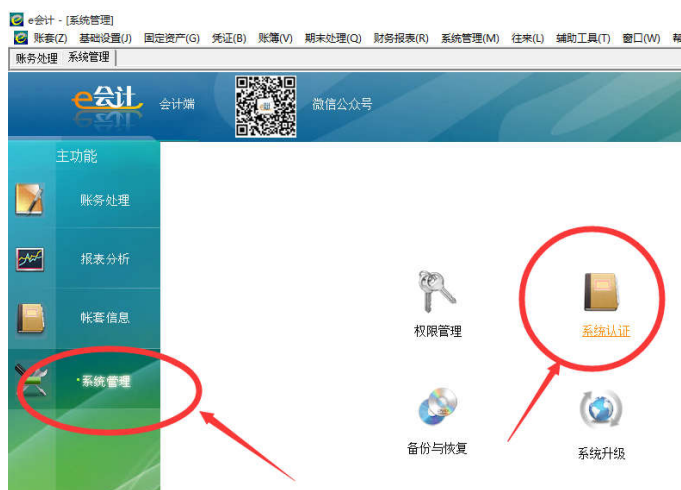 e会计 - [系统管理]
账套(Z) 基础设置(J) 固定资产(G) 凭证(B) 账簿(V) 期末处理(Q) 财务报表(R) 系统管理(M) 往来(L) 辅助工具(T) 窗口(W) 帮
账务处理 系统管理
e会计 会计端 微信公众号
主功能
账务处理
报表分析
帐套信息
系统管理
权限管理 系统认证
备份与恢复 系统升级